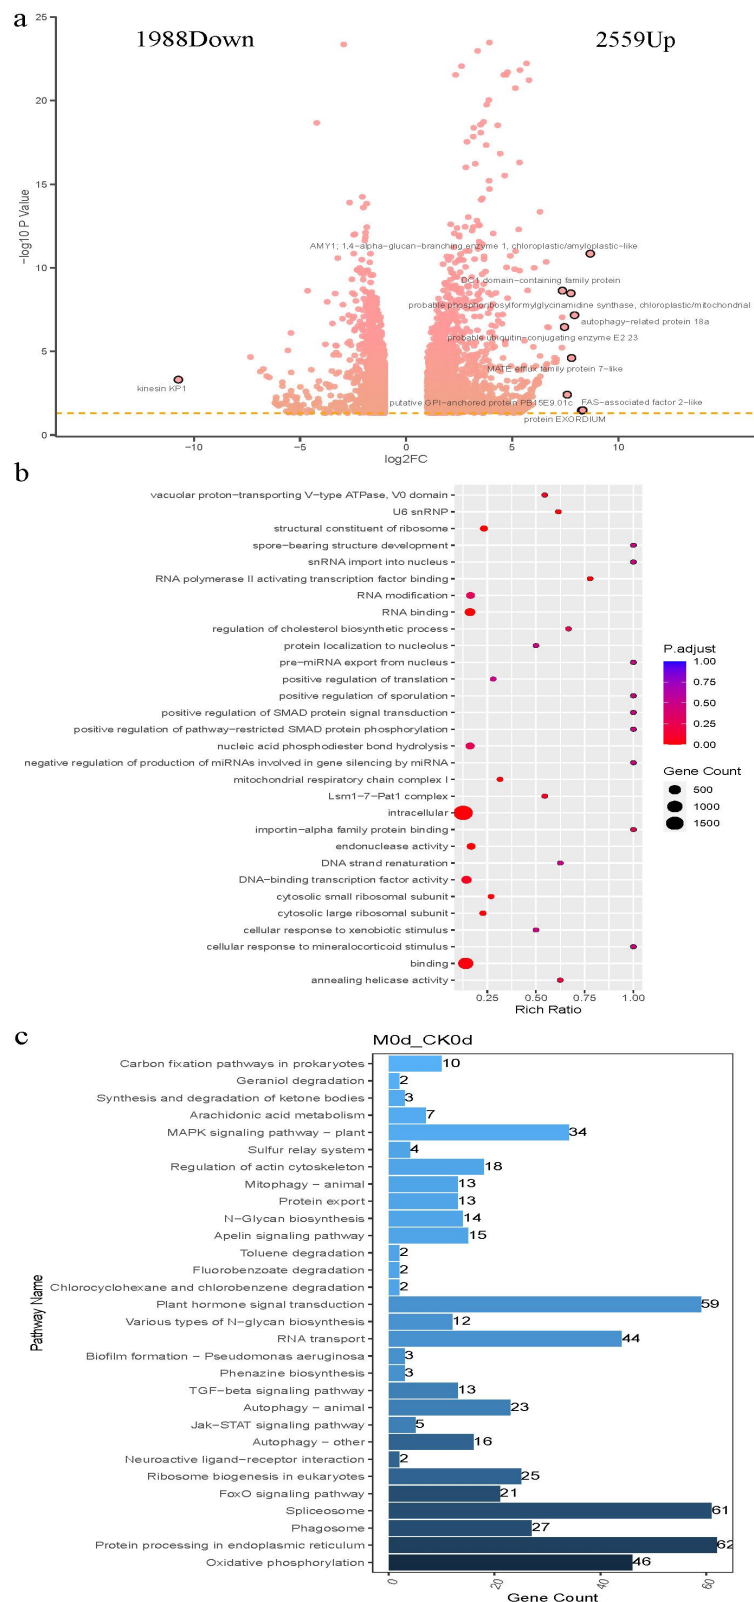 a
1988Down
2559Up
25
20
15
10
5
0
-log10 P Value
AMY1; 1,4-alpha-glucan-branching enzyme 1, chloroplastic/amyloplastic-like
DC1 domain-containing family protein
probable phosphoribosylformylglycinamidine synthase, chloroplastic/mitochondrial
autophagy-related protein 18a
probable ubiquitin-conjugating enzyme E2 23
MATE efflux family protein 7-like
kinesin KP1
putative GPI-anchored protein PB15E9.01c
FAS-associated factor 2-like
protein EXORDIUM
-10
-5
0
5
10
log2FC
b
vacuolar proton-transporting V-type ATPase, V0 domain
U6 snRNP
structural constituent of ribosome
spore-bearing structure development
snRNA import into nucleus
RNA polymerase II activating transcription factor binding
RNA modification
RNA binding
regulation of cholesterol biosynthetic process
protein localization to nucleolus
pre-miRNA export from nucleus
positive regulation of translation
positive regulation of sporulation
positive regulation of SMAD protein signal transduction
positive regulation of pathway-restricted SMAD protein phosphorylation
nucleic acid phosphodiester bond hydrolysis
negative regulation of production of miRNAs involved in gene silencing by miRNA
mitochondrial respiratory chain complex I
Lsm1-7-Pat1 complex
intracellular
importin-alpha family protein binding
endonuclease activity
DNA strand renaturation
DNA-binding transcription factor activity
cytosolic small ribosomal subunit
cytosolic large ribosomal subunit
cellular response to xenobiotic stimulus
cellular response to mineralocorticoid stimulus
binding
annealing helicase activity
0.25
0.50
0.75
1.00
Rich Ratio
P.adjust
1.00
0.75
0.50
0.25
0.00
Gene Count
500
1000
1500
c
M0d_CK0d
Pathway Name
Carbon fixation pathways in prokaryotes 10
Geraniol degradation 2
Synthesis and degradation of ketone bodies 3
Arachidonic acid metabolism 7
MAPK signaling pathway - plant 34
Sulfur relay system 4
Regulation of actin cytoskeleton 18
Mitophagy - animal 13
Protein export 13
N-Glycan biosynthesis 14
Apelin signaling pathway 15
Toluene degradation 2
Fluorobenzoate degradation 2
Chlorocyclohexane and chlorobenzene degradation 2
Plant hormone signal transduction 59
Various types of N-glycan biosynthesis 12
RNA transport 44
Biofilm formation - Pseudomonas aeruginosa 3
Phenazine biosynthesis 3
TGF-beta signaling pathway 13
Autophagy - animal 23
Jak-STAT signaling pathway 5
Autophagy - other 16
Neuroactive ligand-receptor interaction 2
Ribosome biogenesis in eukaryotes 25
FoxO signaling pathway 21
Spliceosome 61
Phagosome 27
Protein processing in endoplasmic reticulum 62
Oxidative phosphorylation 46
0
20
40
60
Gene Count